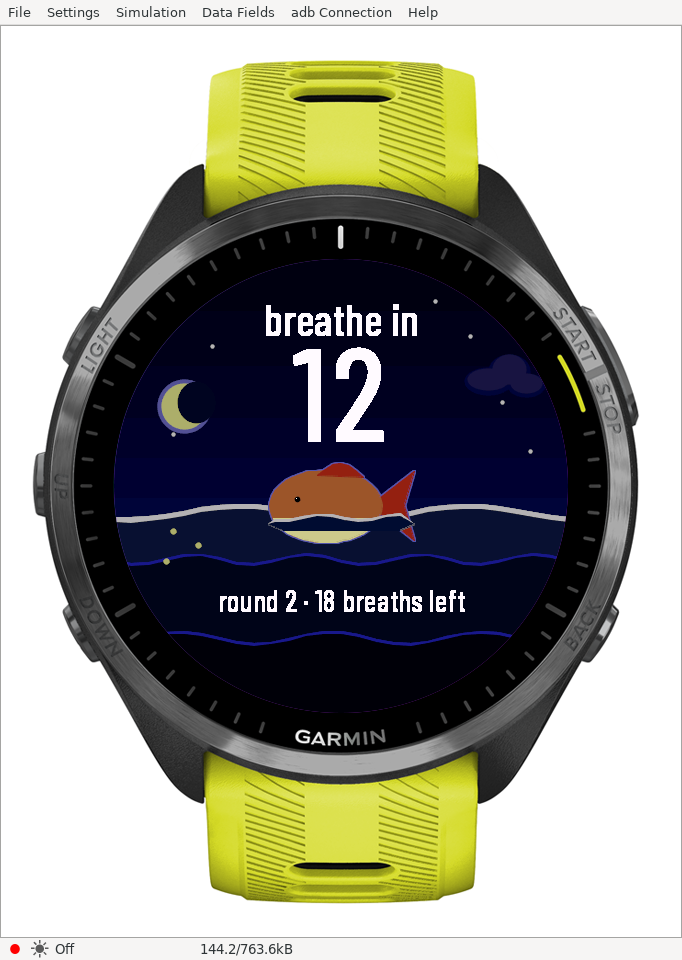 File Settings Simulation Data Fields adb Connection Help
LIGHT
START
STOP
UP
DOWN
BACK
breathe in
12
round 2 · 18 breaths left
GARMIN
Off 144.2/763.6kB